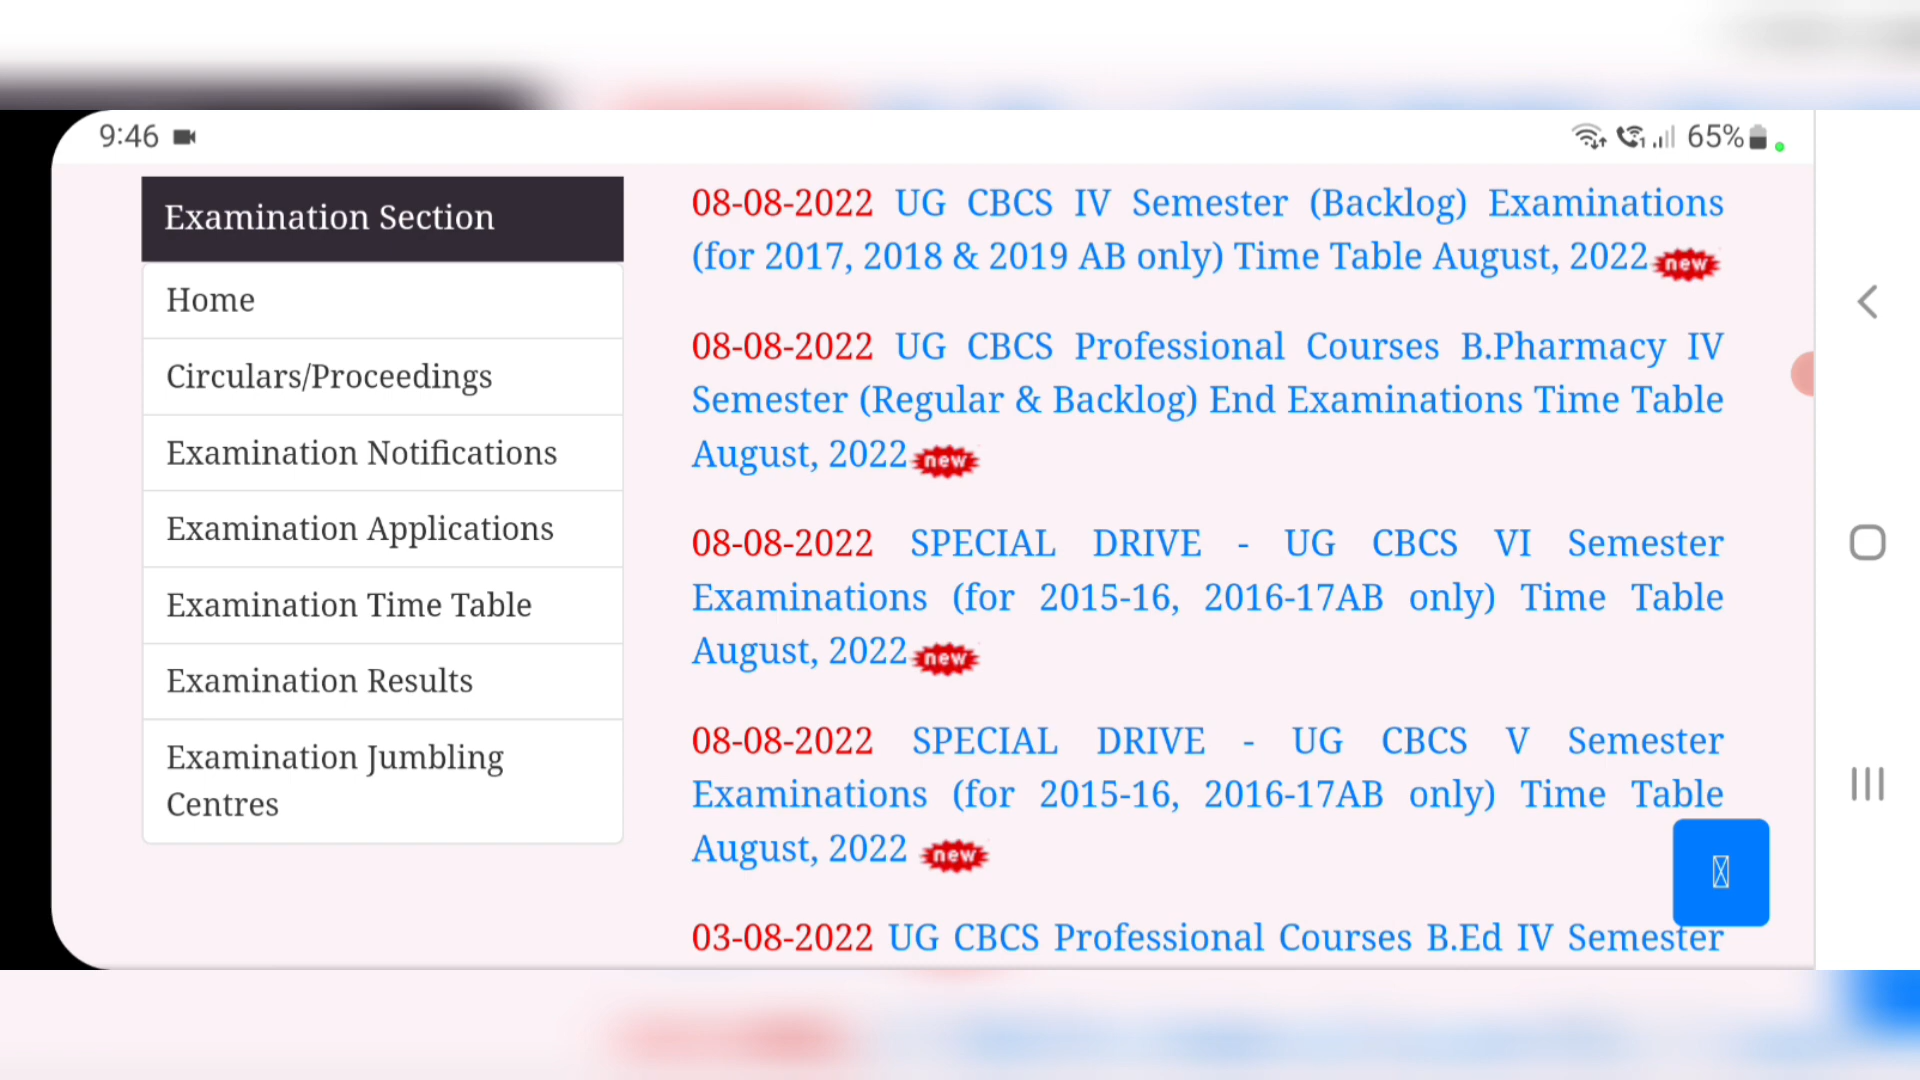 9:46
65%
Examination Section
Home
Circulars/Proceedings
Examination Notifications
Examination Applications
Examination Time Table
Examination Results
Examination Jumbling
Centres
08-08-2022 UG CBCS IV Semester (Backlog) Examinations
(for 2017, 2018 & 2019 AB only) Time Table August, 2022 new
08-08-2022 UG CBCS Professional Courses B.Pharmacy IV
Semester (Regular & Backlog) End Examinations Time Table
August, 2022 new
08-08-2022 SPECIAL DRIVE - UG CBCS VI Semester
Examinations (for 2015-16, 2016-17AB only) Time Table
August, 2022 new
08-08-2022 SPECIAL DRIVE - UG CBCS V Semester
Examinations (for 2015-16, 2016-17AB only) Time Table
August, 2022 new
03-08-2022 UG CBCS Professional Courses B.Ed IV Semester